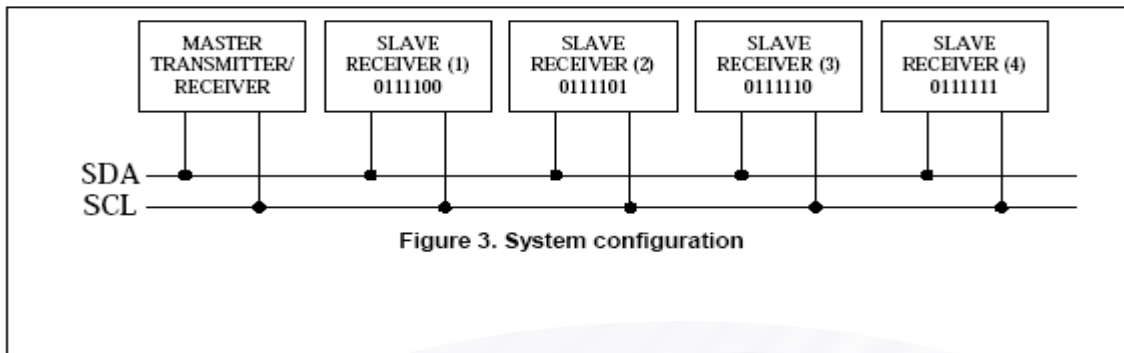 MASTER
TRANSMITTER/
RECEIVER
SLAVE
RECEIVER (1)
0111100
SLAVE
RECEIVER (2)
0111101
SLAVE
RECEIVER (3)
0111110
SLAVE
RECEIVER (4)
0111111
SDA
SCL
Figure 3. System configuration